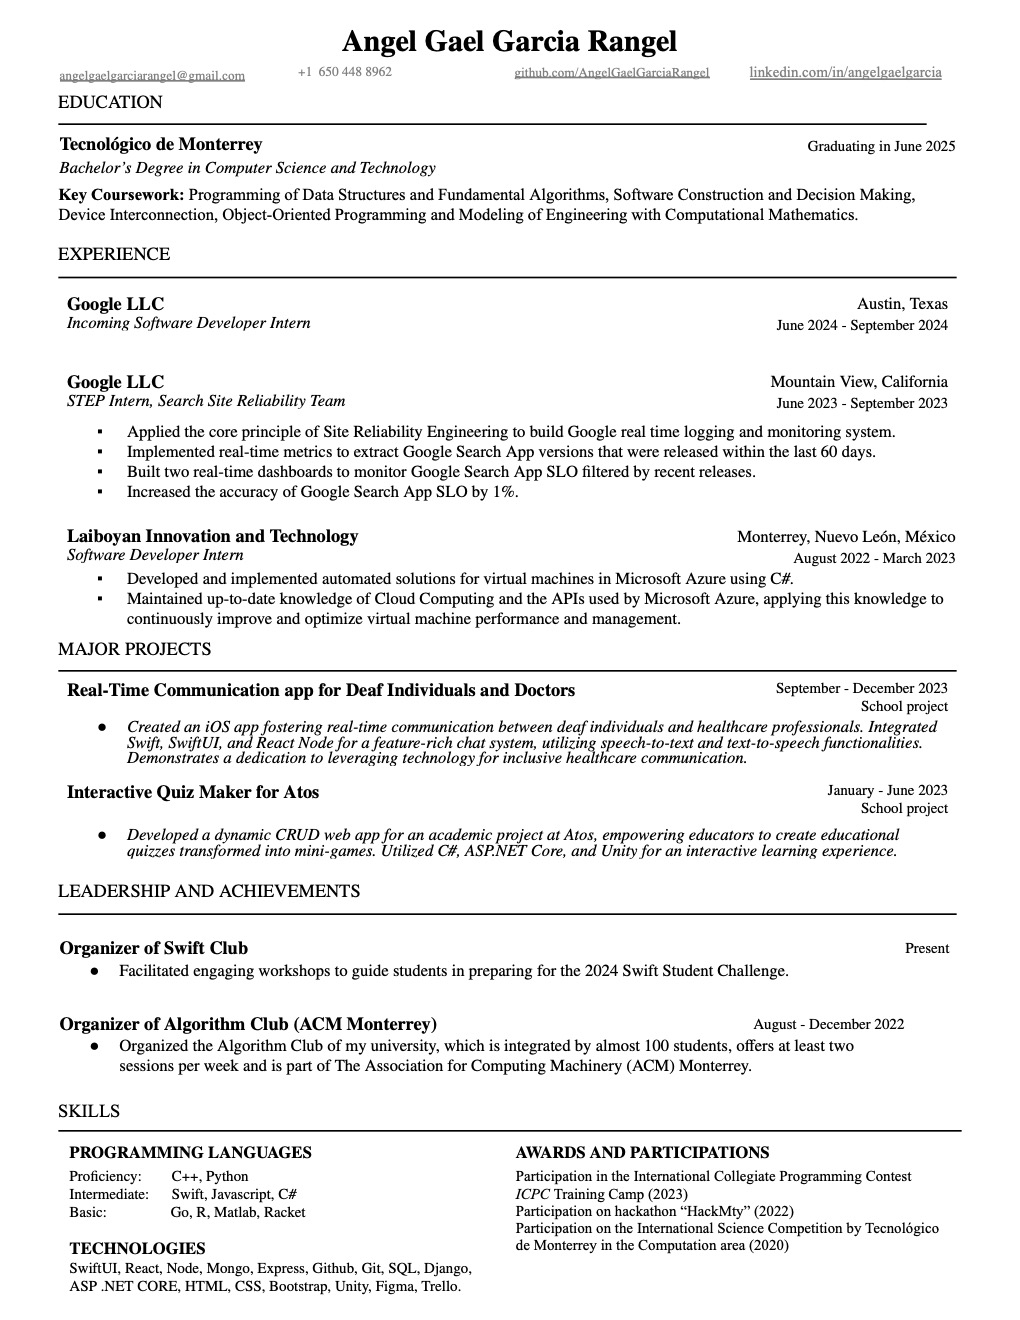 Angel Gael Garcia Rangel
angelgaelgarciarangel@gmail.com +1 650 448 8962 github.com/AngelGaelGarciaRangel linkedin.com/in/angelgaelgarcia
EDUCATION
Tecnológico de Monterrey Graduating in June 2025
Bachelor's Degree in Computer Science and Technology
Key Coursework: Programming of Data Structures and Fundamental Algorithms, Software Construction and Decision Making,
Device Interconnection, Object-Oriented Programming and Modeling of Engineering with Computational Mathematics.
EXPERIENCE
Google LLC Austin, Texas
Incoming Software Developer Intern June 2024 - September 2024
Google LLC Mountain View, California
STEP Intern, Search Site Reliability Team June 2023 - September 2023
▪ Applied the core principle of Site Reliability Engineering to build Google real time logging and monitoring system.
▪ Implemented real-time metrics to extract Google Search App versions that were released within the last 60 days.
▪ Built two real-time dashboards to monitor Google Search App SLO filtered by recent releases.
▪ Increased the accuracy of Google Search App SLO by 1%.
Laiboyan Innovation and Technology Monterrey, Nuevo León, México
Software Developer Intern August 2022 - March 2023
▪ Developed and implemented automated solutions for virtual machines in Microsoft Azure using C#.
▪ Maintained up-to-date knowledge of Cloud Computing and the APIs used by Microsoft Azure, applying this knowledge to
continuously improve and optimize virtual machine performance and management.
MAJOR PROJECTS
Real-Time Communication app for Deaf Individuals and Doctors September - December 2023
School project
● Created an iOS app fostering real-time communication between deaf individuals and healthcare professionals. Integrated
Swift, SwiftUI, and React Node for a feature-rich chat system, utilizing speech-to-text and text-to-speech functionalities.
Demonstrates a dedication to leveraging technology for inclusive healthcare communication.
Interactive Quiz Maker for Atos January - June 2023
School project
● Developed a dynamic CRUD web app for an academic project at Atos, empowering educators to create educational
quizzes transformed into mini-games. Utilized C#, ASP.NET Core, and Unity for an interactive learning experience.
LEADERSHIP AND ACHIEVEMENTS
Organizer of Swift Club Present
● Facilitated engaging workshops to guide students in preparing for the 2024 Swift Student Challenge.
Organizer of Algorithm Club (ACM Monterrey) August - December 2022
● Organized the Algorithm Club of my university, which is integrated by almost 100 students, offers at least two
sessions per week and is part of The Association for Computing Machinery (ACM) Monterrey.
SKILLS
PROGRAMMING LANGUAGES
Proficiency: C++, Python
Intermediate: Swift, Javascript, C#
Basic: Go, R, Matlab, Racket
TECHNOLOGIES
SwiftUI, React, Node, Mongo, Express, Github, Git, SQL, Django,
ASP .NET CORE, HTML, CSS, Bootstrap, Unity, Figma, Trello.
AWARDS AND PARTICIPATIONS
Participation in the International Collegiate Programming Contest
ICPC Training Camp (2023)
Participation on hackathon “HackMty” (2022)
Participation on the International Science Competition by Tecnológico
de Monterrey in the Computation area (2020)